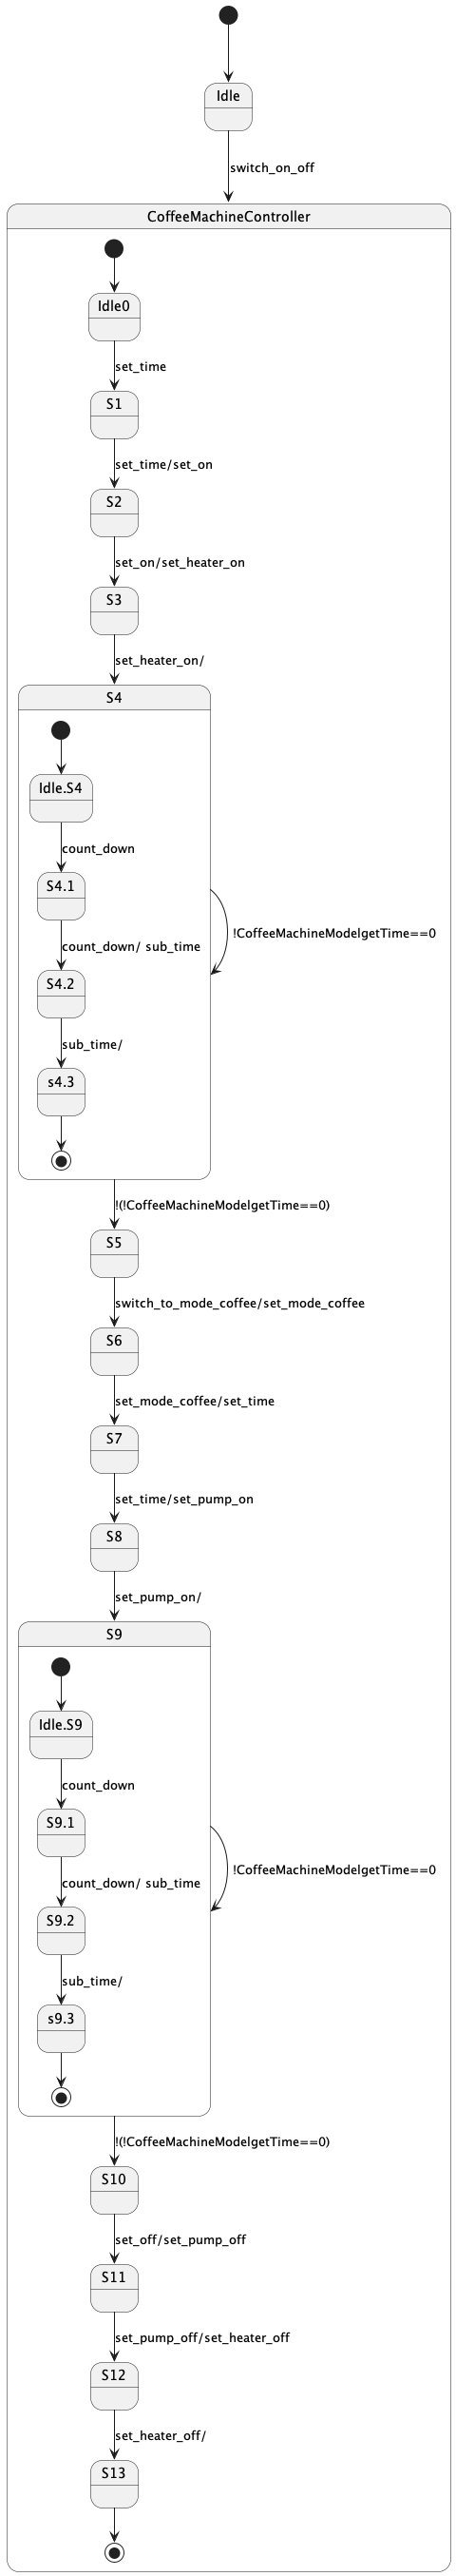 Idle
switch_on_off
CoffeeMachineController
Idle0
set_time
S1
set_time/set_on
S2
set_on/set_heater_on
S3
set_heater_on/
S4
Idle.S4
count_down
S4.1
!CoffeeMachineModelgetTime==0
count_down/ sub_time
S4.2
sub_time/
s4.3
!(!CoffeeMachineModelgetTime==0)
S5
switch_to_mode_coffee/set_mode_coffee
S6
set_mode_coffee/set_time
S7
set_time/set_pump_on
S8
set_pump_on/
S9
Idle.S9
count_down
S9.1
!CoffeeMachineModelgetTime==0
count_down/ sub_time
S9.2
sub_time/
s9.3
!(!CoffeeMachineModelgetTime==0)
S10
set_off/set_pump_off
S11
set_pump_off/set_heater_off
S12
set_heater_off/
S13